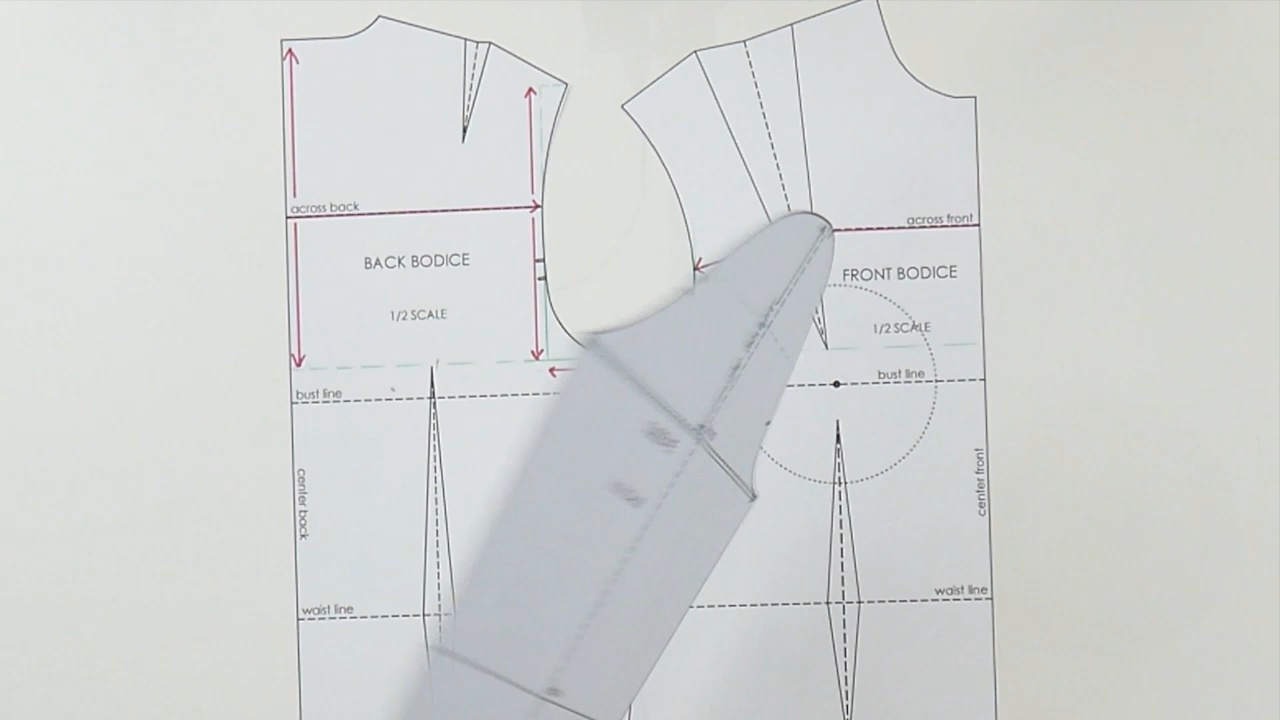 across back
across front
BACK BODICE
FRONT BODICE
1/2 SCALE
1/2 SCALE
bust line
bust line
center back
center front
waist line
waist line